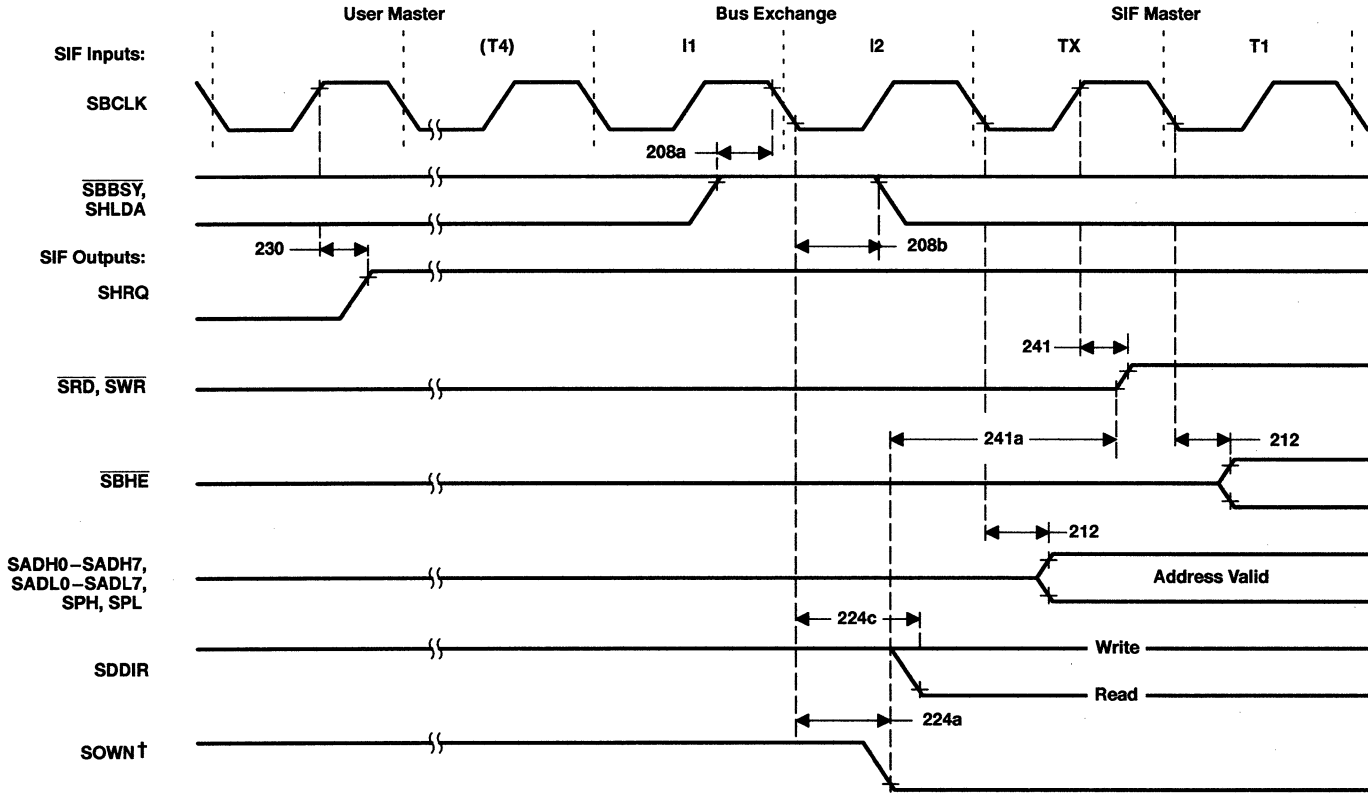 User Master Bus Exchange SIF Master
SIF Inputs:
(T4) I1 I2 TX T1
SBCLK
208a
SBBSY,
SHLDA
230
208b
SIF Outputs:
SHRQ
241
SRD, SWR
241a
212
SBHE
212
SADH0–SADH7,
SADL0–SADL7,
SPH, SPL
Address Valid
224c
Write
SDDIR
Read
224a
SOWN†